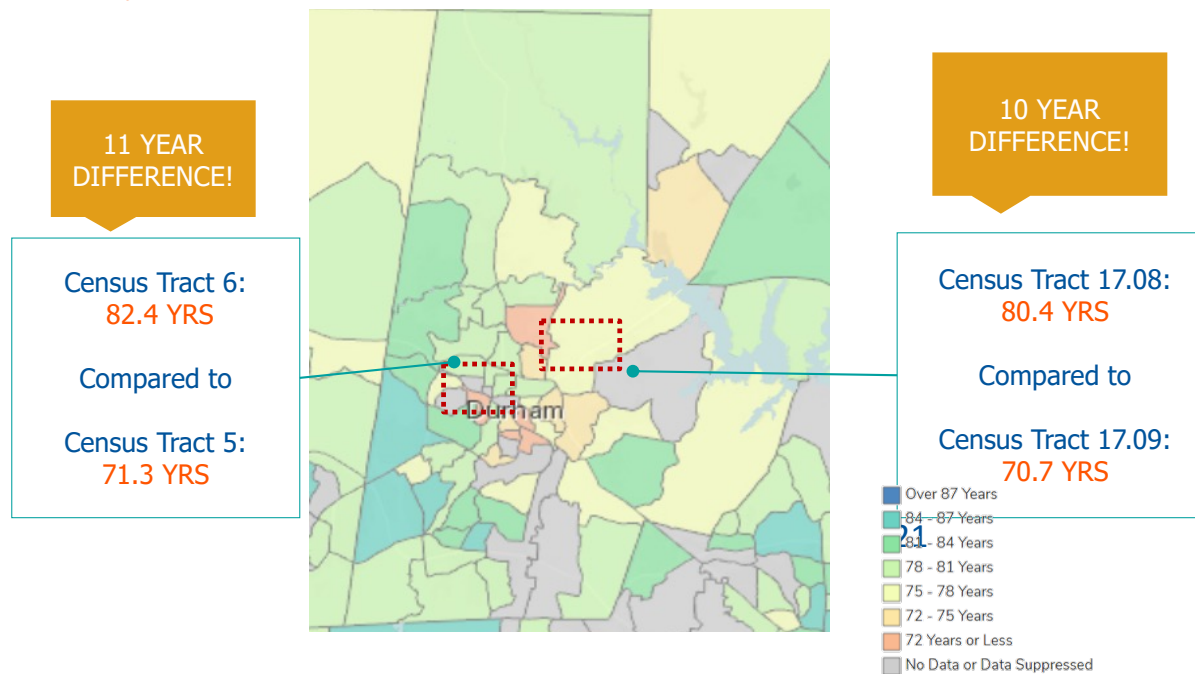 11 YEAR
DIFFERENCE!
Census Tract 6:
82.4 YRS
Compared to
Census Tract 5:
71.3 YRS
Durham
10 YEAR
DIFFERENCE!
Census Tract 17.08:
80.4 YRS
Compared to
Census Tract 17.09:
70.7 YRS
21
Over 87 Years
84 - 87 Years
81 - 84 Years
78 - 81 Years
75 - 78 Years
72 - 75 Years
72 Years or Less
No Data or Data Suppressed